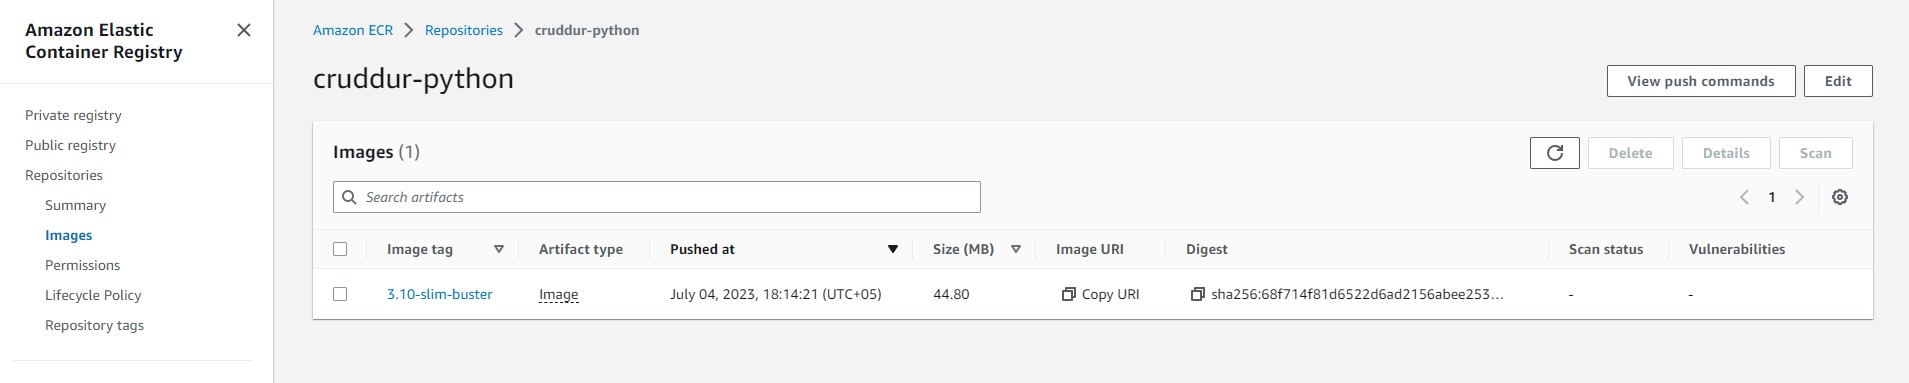 Amazon Elastic
Container Registry
Private registry
Public registry
Repositories
Summary
Images
Permissions
Lifecycle Policy
Repository tags
Amazon ECR > Repositories > cruddur-python
cruddur-python
View push commands Edit
Images (1)
Delete Details Scan
Search artifacts
1
Image tag Artifact type Pushed at Size (MB) Image URI Digest Scan status Vulnerabilities
3.10-slim-buster Image July 04, 2023, 18:14:21 (UTC+05) 44.80 Copy URI sha256:68f714f81d6522d6ad2156abee253... - -